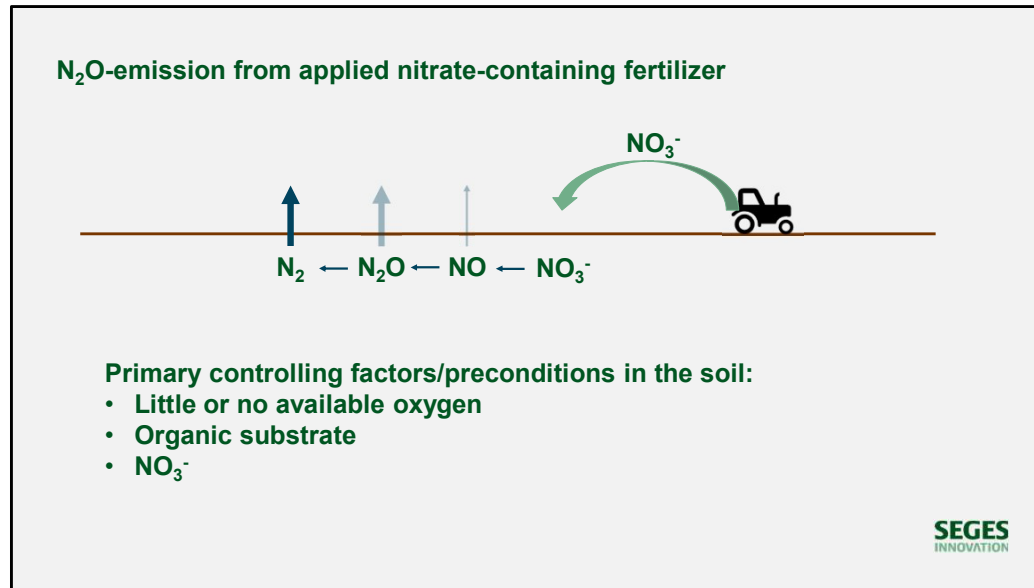 N₂O-emission from applied nitrate-containing fertilizer
NO₃⁻
N₂ ← N₂O ← NO ← NO₃⁻
Primary controlling factors/preconditions in the soil:
• Little or no available oxygen
• Organic substrate
• NO₃⁻
SEGES
INNOVATION